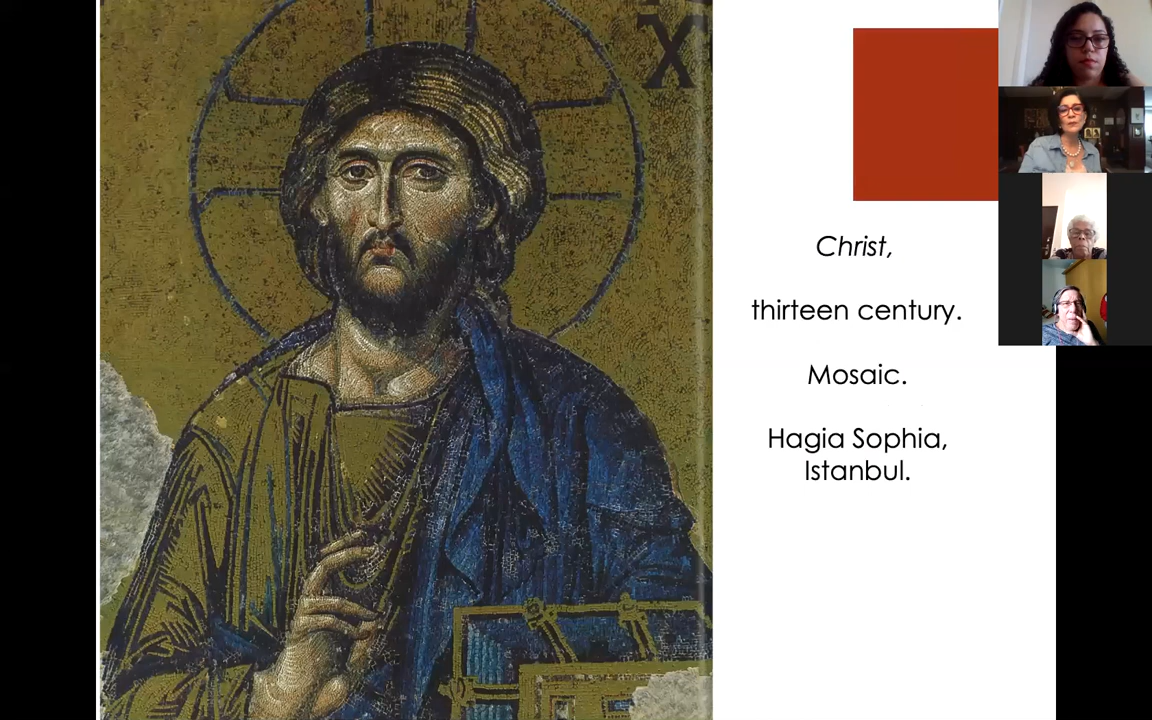 X̄
Christ,
thirteen century.
Mosaic.
Hagia Sophia,
Istanbul.